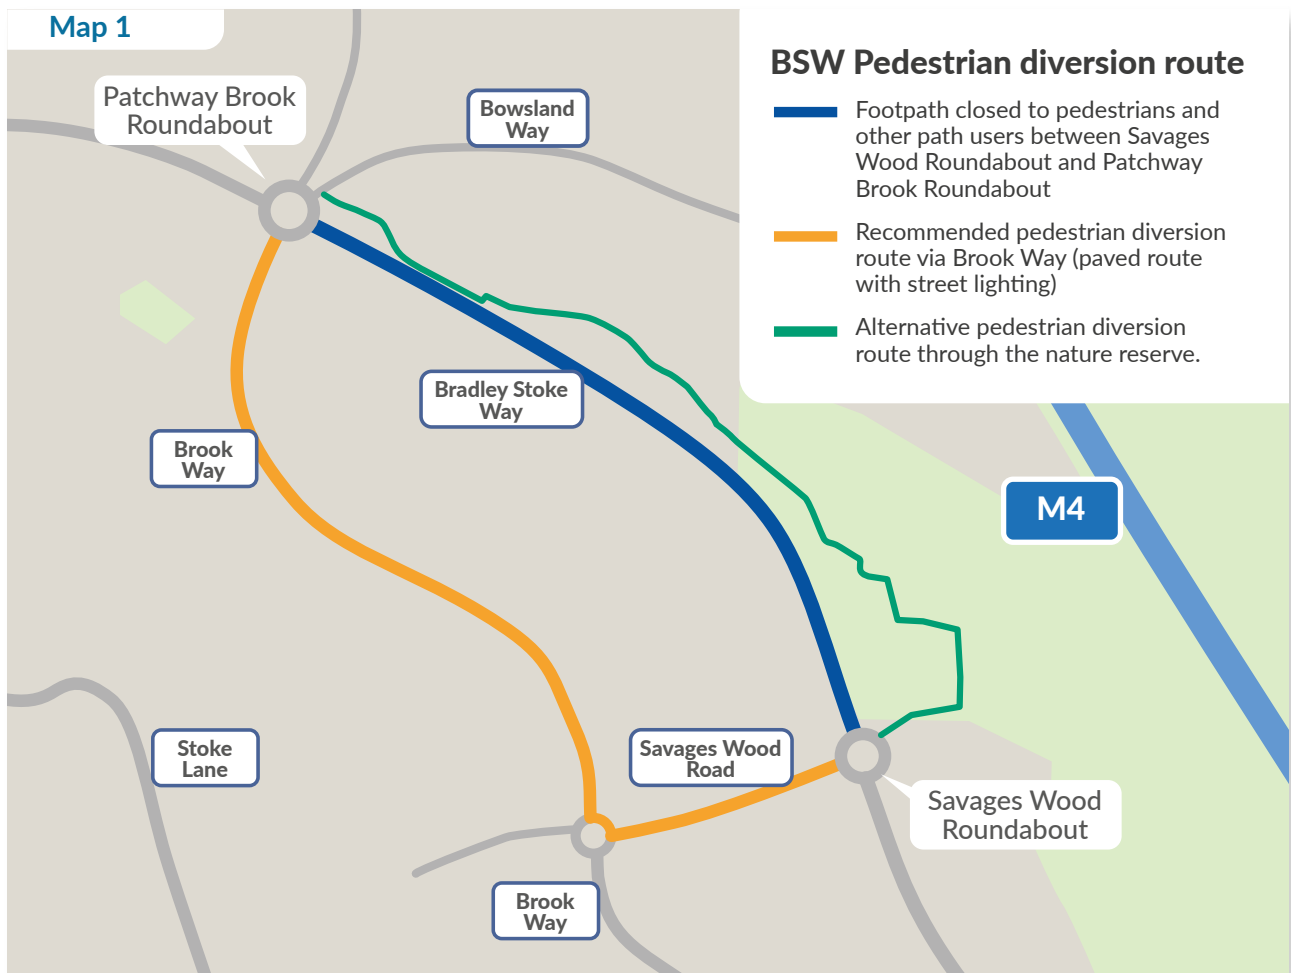 Map 1
BSW Pedestrian diversion route
Footpath closed to pedestrians and
other path users between Savages
Wood Roundabout and Patchway
Brook Roundabout
Recommended pedestrian diversion
route via Brook Way (paved route
with street lighting)
Alternative pedestrian diversion
route through the nature reserve.
Patchway Brook
Roundabout
Bowsland
Way
Bradley Stoke
Way
Brook
Way
M4
Stoke
Lane
Savages Wood
Road
Savages Wood
Roundabout
Brook
Way